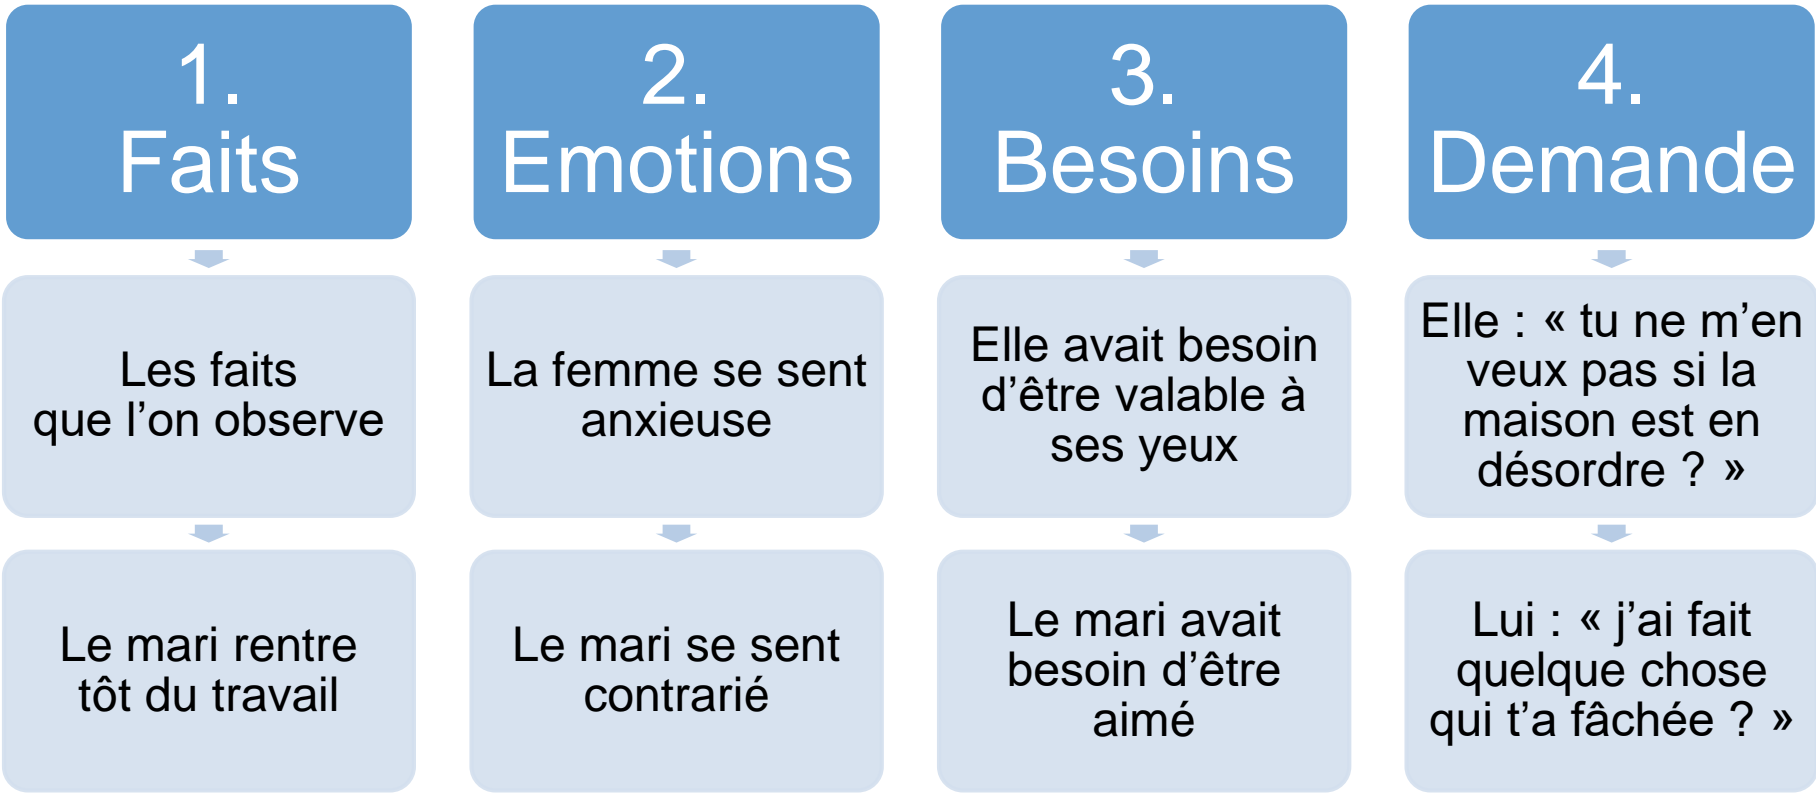 1.
Faits
Les faits
que l’on observe
Le mari rentre
tôt du travail
2.
Emotions
La femme se sent
anxieuse
Le mari se sent
contrarié
3.
Besoins
Elle avait besoin
d’être valable à
ses yeux
Le mari avait
besoin d’être
aimé
4.
Demande
Elle : « tu ne m’en
veux pas si la
maison est en
désordre ? »
Lui : « j’ai fait
quelque chose
qui t’a fâchée ? »